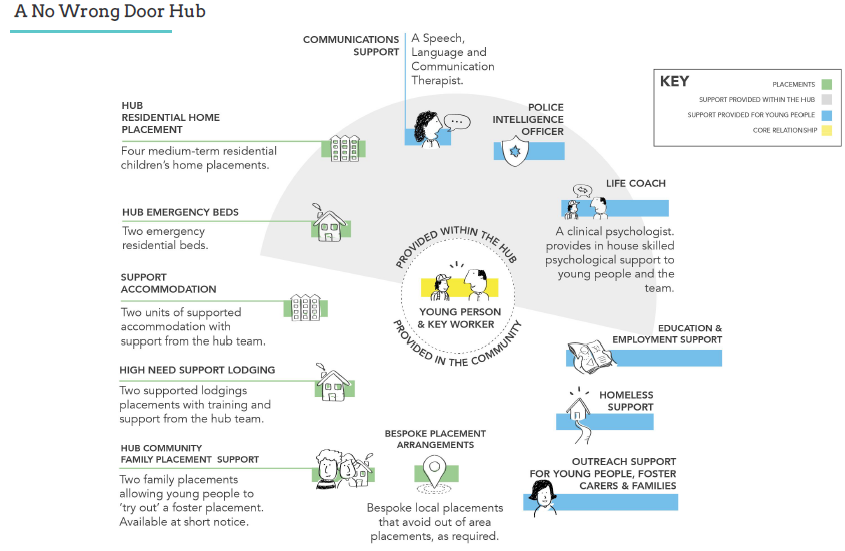 A No Wrong Door Hub
COMMUNICATIONS
SUPPORT
A Speech,
Language and
Communication
Therapist.
KEY
PLACEMENTS
SUPPORT PROVIDED WITHIN THE HUB
SUPPORT PROVIDED FOR YOUNG PEOPLE
CORE RELATIONSHIP
HUB
RESIDENTIAL HOME
PLACEMENT
Four medium-term residential
children's home placements.
POLICE
INTELLIGENCE
OFFICER
LIFE COACH
A clinical psychologist.
provides in house skilled
psychological support to
young people and the
team.
HUB EMERGENCY BEDS
Two emergency
residential beds.
PROVIDED WITHIN THE HUB
YOUNG PERSON
& KEY WORKER
PROVIDED IN THE COMMUNITY
SUPPORT
ACCOMMODATION
Two units of supported
accommodation with
support from the hub team.
EDUCATION &
EMPLOYMENT SUPPORT
HIGH NEED SUPPORT LODGING
Two supported lodgings
placements with training and
support from the hub team.
HOMELESS
SUPPORT
HUB COMMUNITY
FAMILY PLACEMENT SUPPORT
Two family placements
allowing young people to
'try out' a foster placement.
Available at short notice.
BESPOKE PLACEMENT
ARRANGEMENTS
Bespoke local placements
that avoid out of area
placements, as required.
OUTREACH SUPPORT
FOR YOUNG PEOPLE, FOSTER
CARERS & FAMILIES